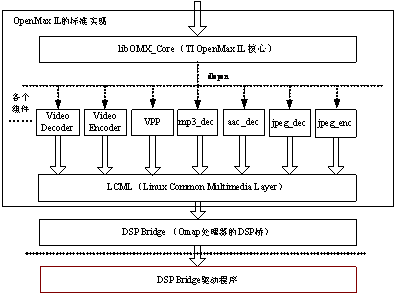 OpenMax IL的标准实现
libOMX_Core（TI OpenMax IL 核心）
dlopen
各个
组件
Video
Decoder
Video
Encoder
VPP
mp3_dec
aac_dec
jpeg_dec
jpeg_enc
LCML（Linux Common Multimedia Layer）
DSP Bridge （Omap处理器的DSP桥）
DSP Bridge驱动程序